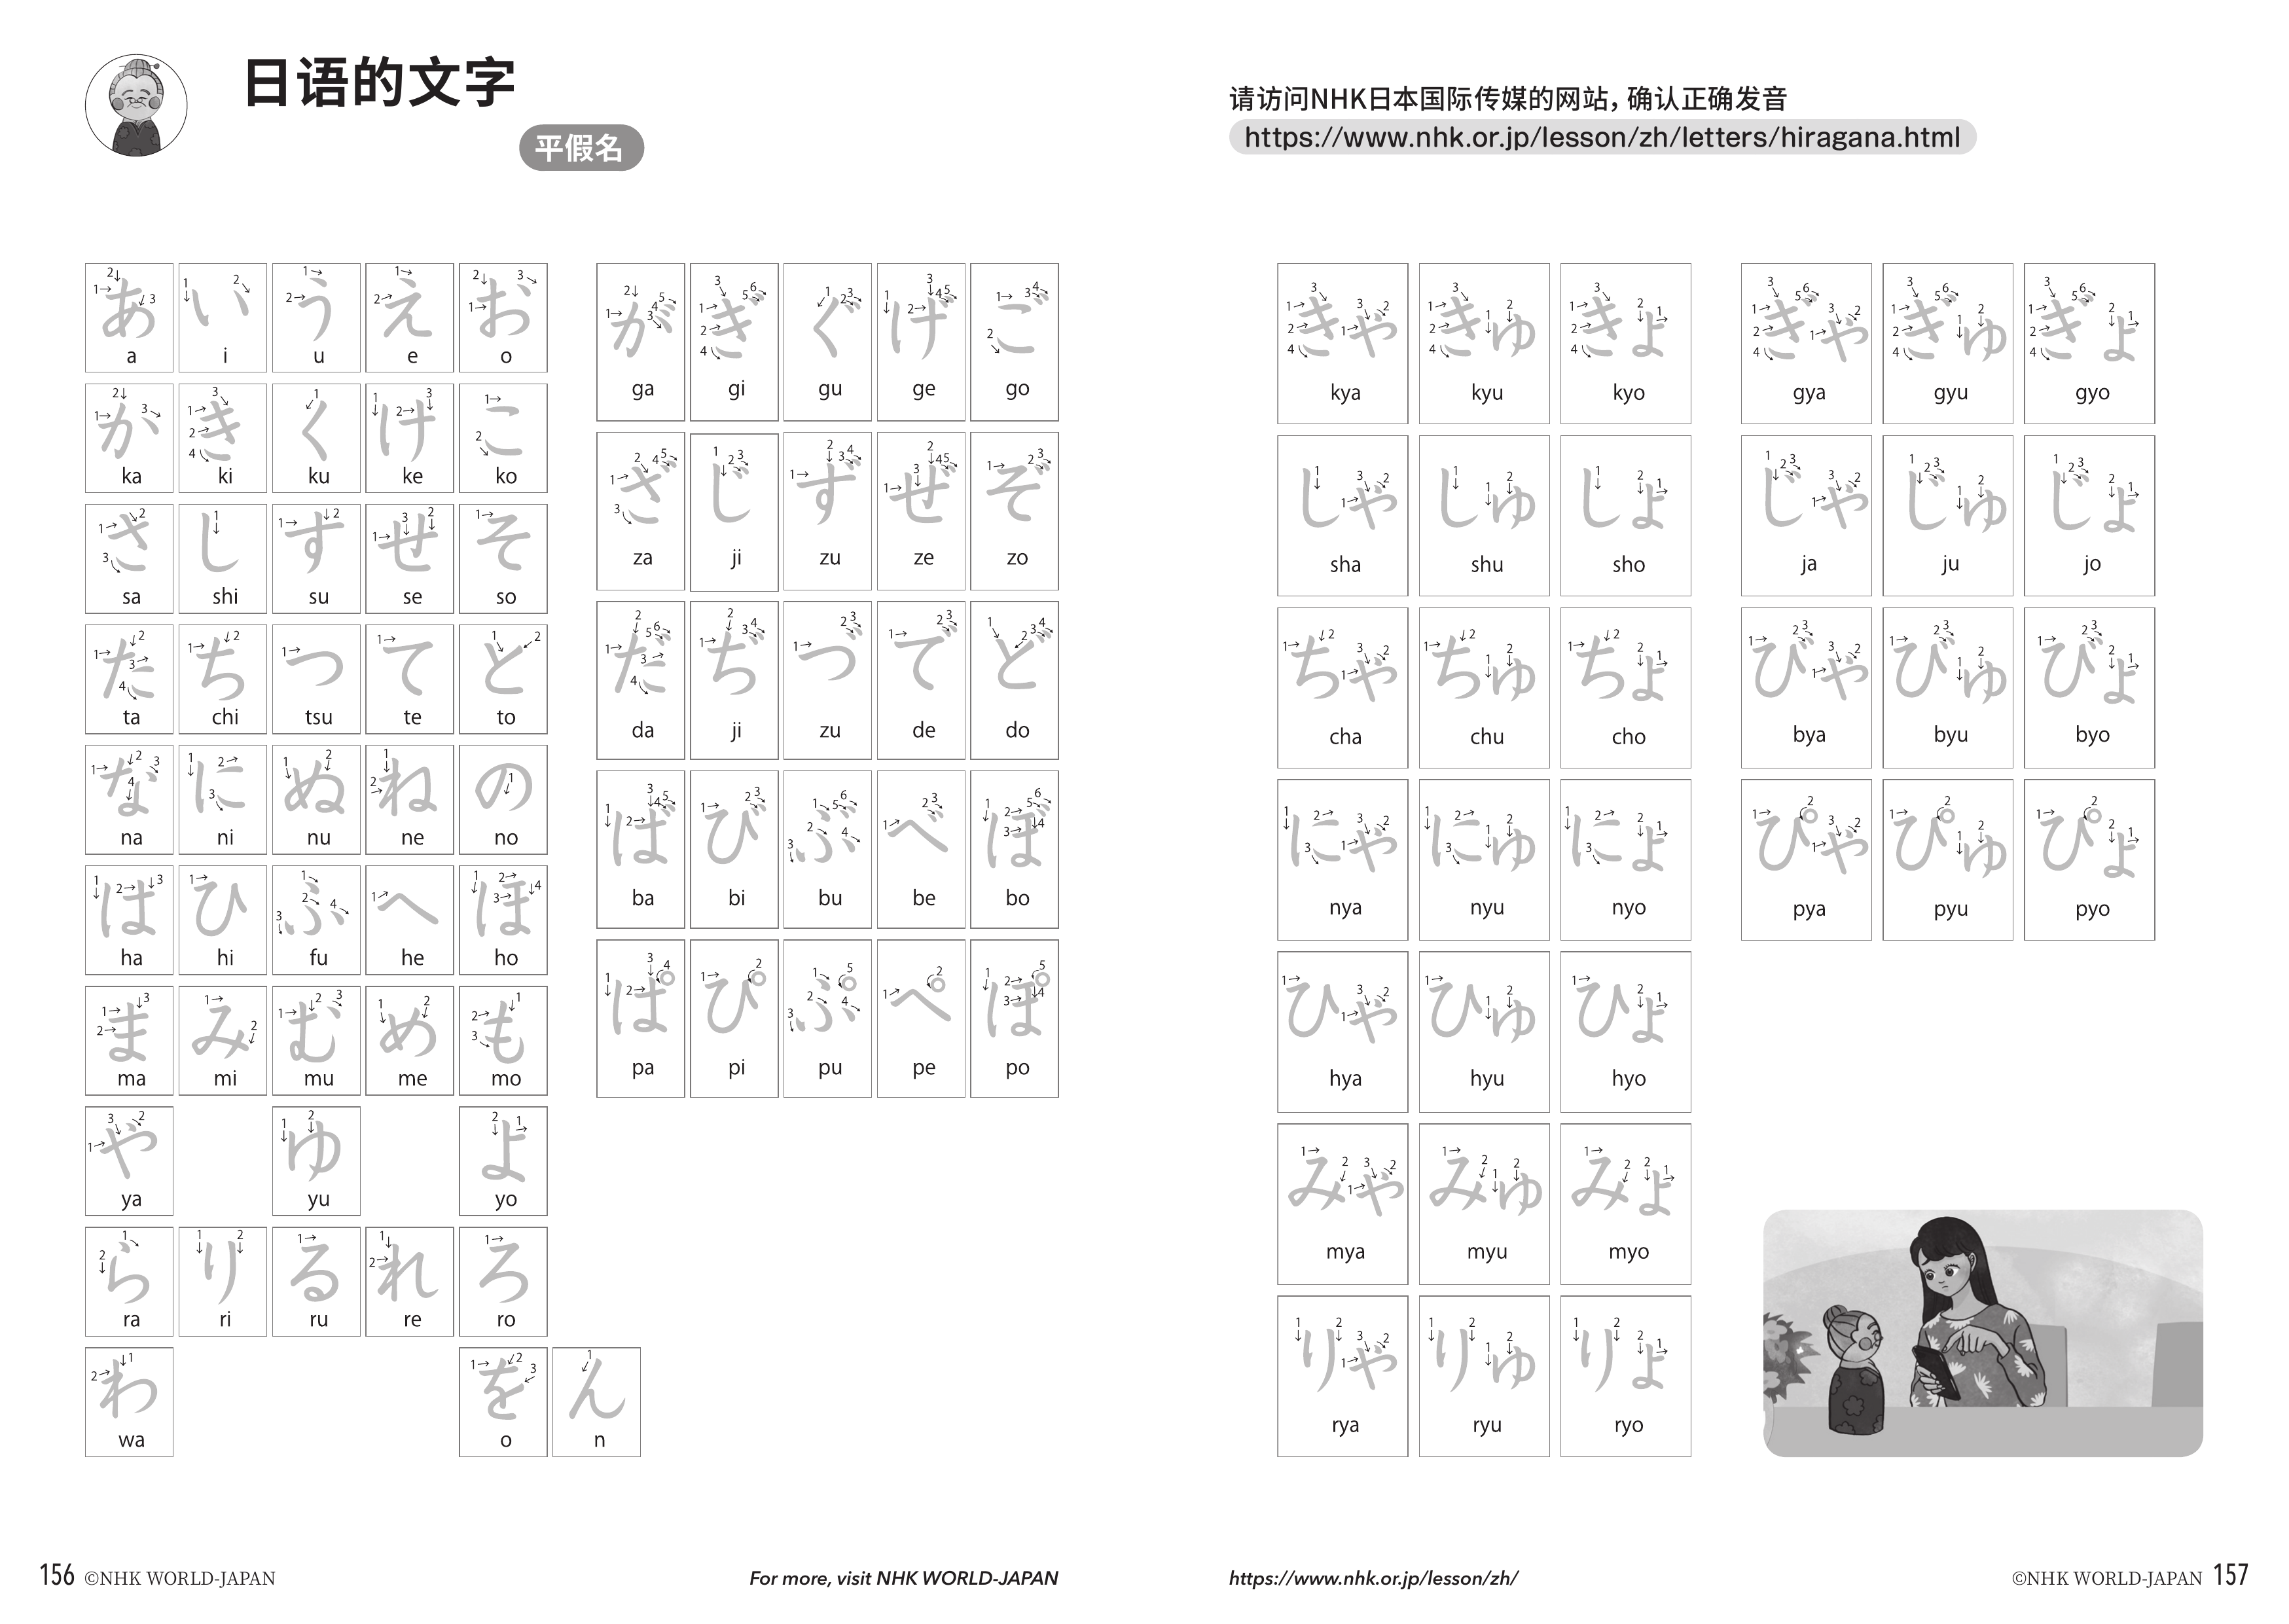 日语的文字
平假名
请访问NHK日本国际传媒的网站，确认正确发音
https://www.nhk.or.jp/lesson/zh/letters/hiragana.html
あ い う え お
a i u e o
か き く け こ
ka ki ku ke ko
さ し す せ そ
sa shi su se so
た ち つ て と
ta chi tsu te to
な に ぬ ね の
na ni nu ne no
は ひ ふ へ ほ
ha hi fu he ho
ま み む め も
ma mi mu me mo
や ゆ よ
ya yu yo
ら り る れ ろ
ra ri ru re ro
わ を ん
wa o n
が ぎ ぐ げ ご
ga gi gu ge go
ざ じ ず ぜ ぞ
za ji zu ze zo
だ ぢ づ で ど
da ji zu de do
ば び ぶ べ ぼ
ba bi bu be bo
ぱ ぴ ぷ ぺ ぽ
pa pi pu pe po
きゃ きゅ きょ
kya kyu kyo
しゃ しゅ しょ
sha shu sho
ちゃ ちゅ ちょ
cha chu cho
にゃ にゅ にょ
nya nyu nyo
ひゃ ひゅ ひょ
hya hyu hyo
みゃ みゅ みょ
mya myu myo
りゃ りゅ りょ
rya ryu ryo
ぎゃ ぎゅ ぎょ
gya gyu gyo
じゃ じゅ じょ
ja ju jo
びゃ びゅ びょ
bya byu byo
ぴゃ ぴゅ ぴょ
pya pyu pyo
156 ©NHK WORLD-JAPAN
For more, visit NHK WORLD-JAPAN
https://www.nhk.or.jp/lesson/zh/
©NHK WORLD-JAPAN 157